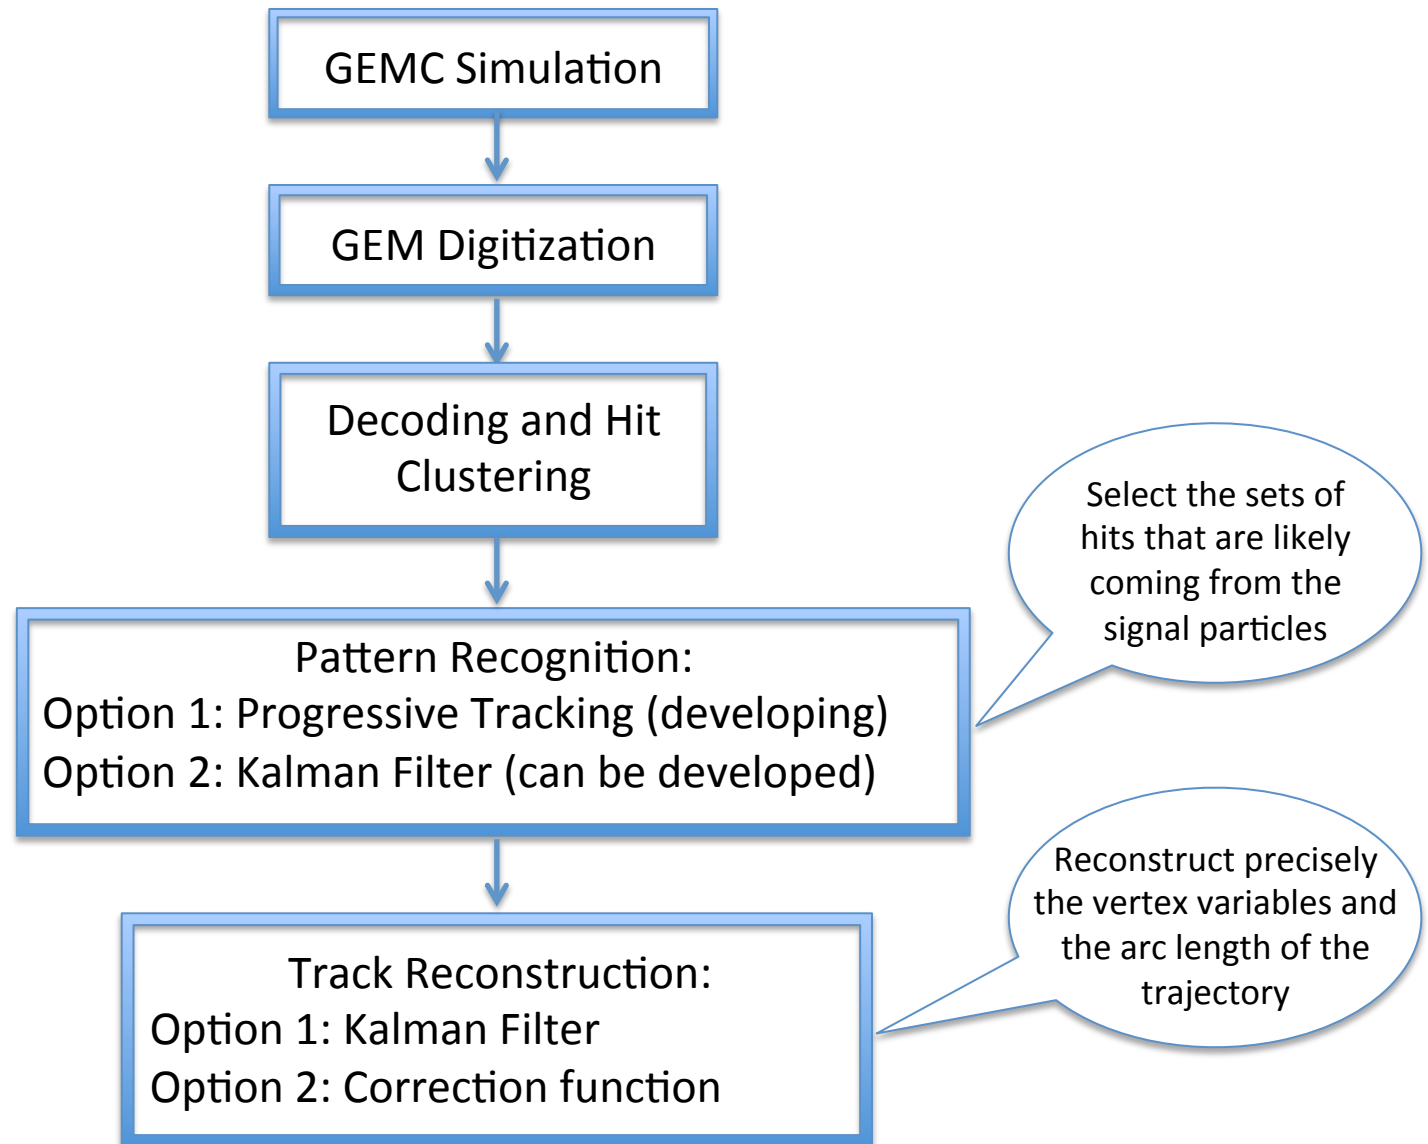 GEMC Simulation
GEM Digitization
Decoding and Hit
Clustering
Select the sets of
hits that are likely
coming from the
signal particles
Pattern Recognition:
Option 1: Progressive Tracking (developing)
Option 2: Kalman Filter (can be developed)
Reconstruct precisely
the vertex variables and
the arc length of the
trajectory
Track Reconstruction:
Option 1: Kalman Filter
Option 2: Correction function